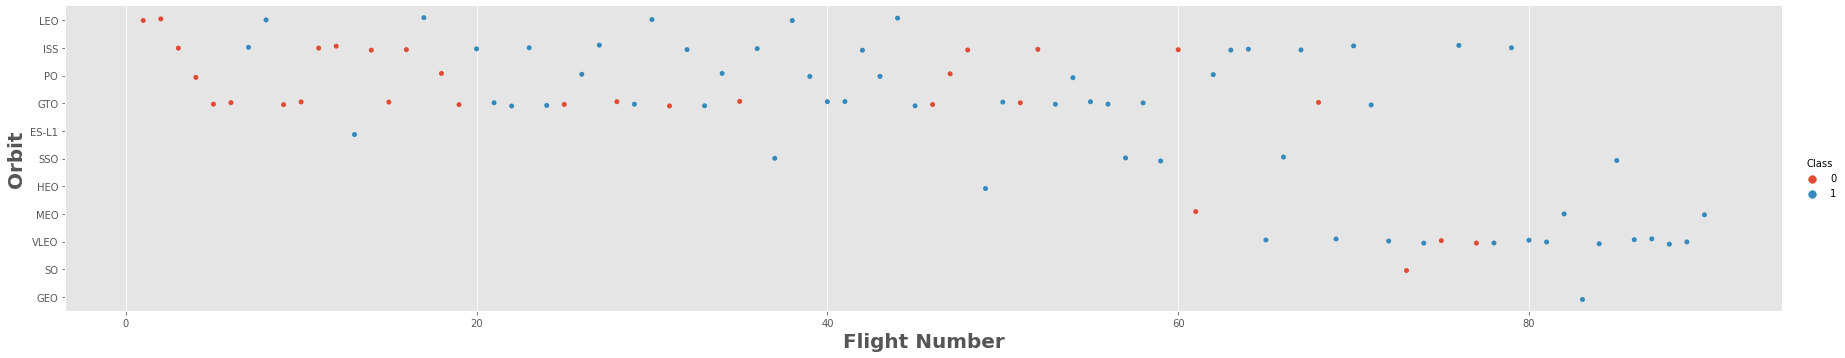 LEO
ISS
PO
GTO
ES-L1
SSO
HEO
MEO
VLEO
SO
GEO
Orbit
0
20
40
60
80
Flight Number
Class
0
1